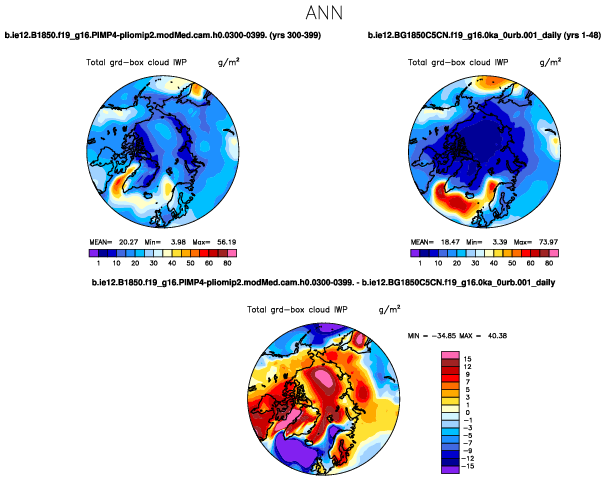 ANN
b.ie12.B1850.f19_g16.PIMP4-pliomip2.modMed.cam.h0.0300-0399. (yrs 300-399)
b.ie12.BG1850C5CN.f19_g16.0ka_0urb.001_daily (yrs 1-48)
Total grd-box cloud IWP g/m²
Total grd-box cloud IWP g/m²
MEAN= 20.27 Min= 3.98 Max= 56.19
MEAN= 18.47 Min= 3.39 Max= 73.97
1 10 20 30 40 50 60 80
1 10 20 30 40 50 60 80
b.ie12.B1850.f19_g16.PIMP4-pliomip2.modMed.cam.h0.0300-0399. - b.ie12.BG1850C5CN.f19_g16.0ka_0urb.001_daily
Total grd-box cloud IWP g/m²
MIN = -34.85 MAX = 40.38
15
12
9
7
5
3
1
0
-1
-3
-5
-7
-9
-12
-15